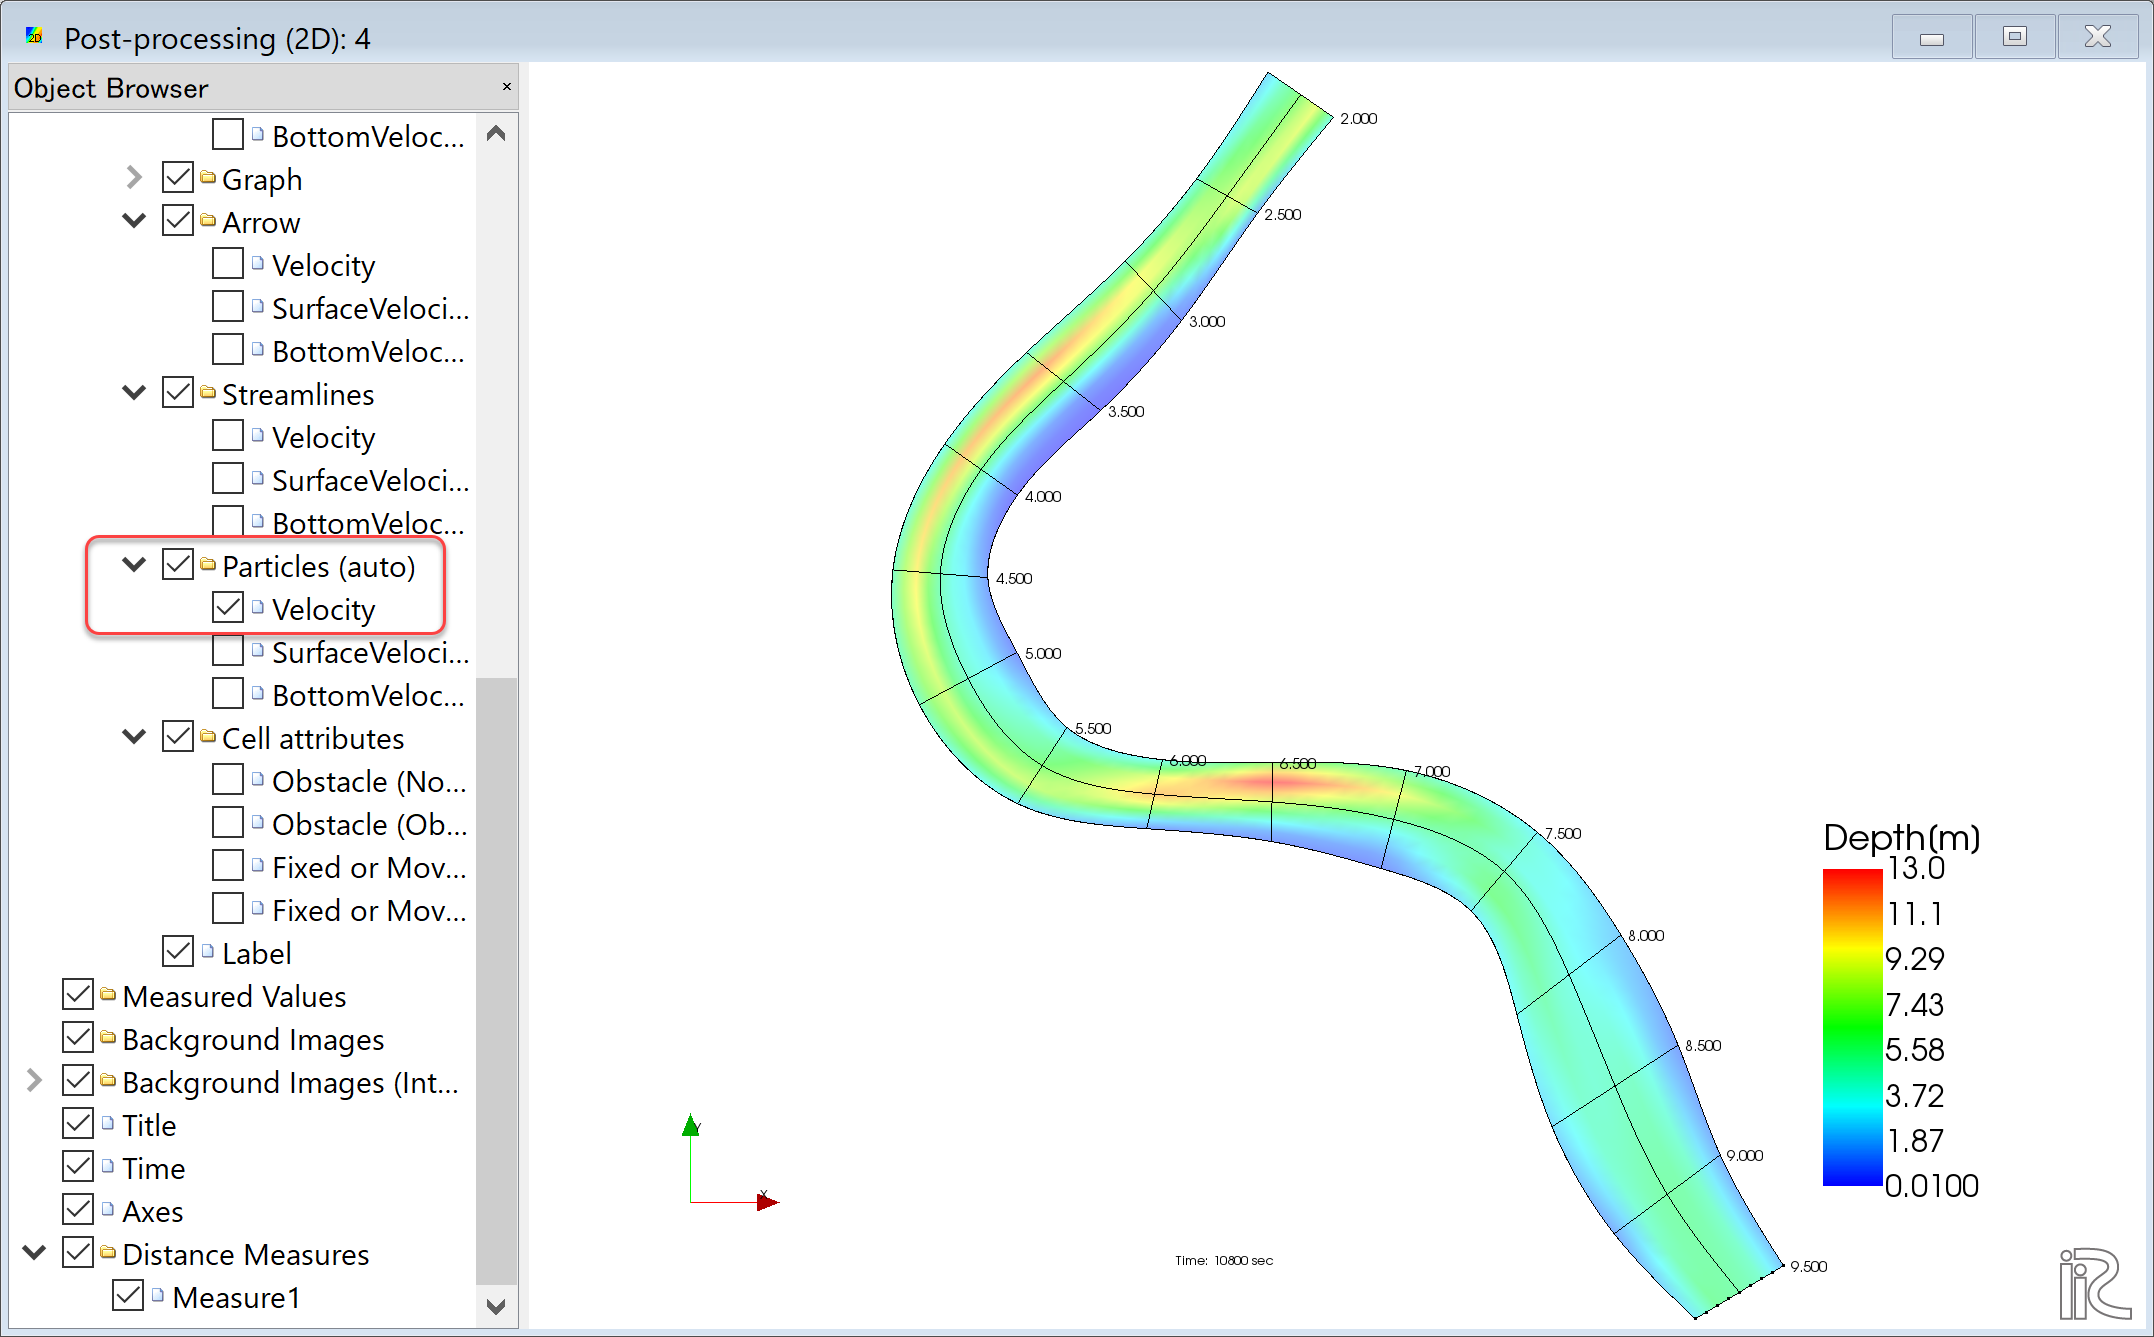 2D
Post-processing (2D): 4
Object Browser
BottomVeloc...
Graph
Arrow
Velocity
SurfaceVeloci...
BottomVeloc...
Streamlines
Velocity
SurfaceVeloci...
BottomVeloc...
Particles (auto)
Velocity
SurfaceVeloci...
BottomVeloc...
Cell attributes
Obstacle (No...
Obstacle (Ob...
Fixed or Mov...
Fixed or Mov...
Label
Measured Values
Background Images
Background Images (Int...
Title
Time
Axes
Distance Measures
Measure1
2.000
2.500
3.000
3.500
4.000
4.500
5.000
5.500
6.000
6.500
7.000
7.500
8.000
8.500
9.000
9.500
Depth(m)
13.0
11.1
9.29
7.43
5.58
3.72
1.87
0.0100
Y
X
Time: 10800 sec
iRIC